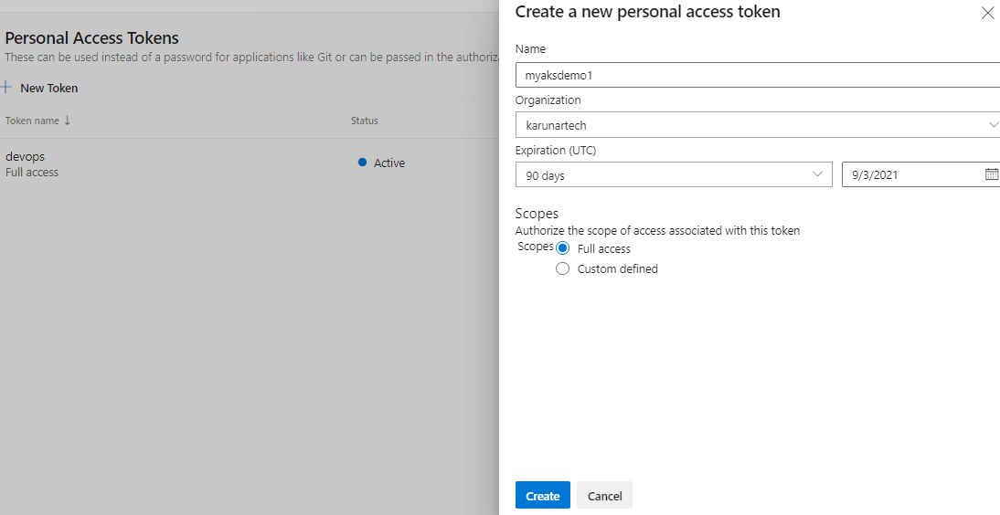 Personal Access Tokens
These can be used instead of a password for applications like Git or can be passed in the
New Token
Token name ↓
Status
devops
Full access
Active
Create a new personal access token
Name
myaksdemo1
Organization
karunartech
Expiration (UTC)
90 days
9/3/2021
Scopes
Authorize the scope of access associated with this token
Scopes
Full access
Custom defined
Create
Cancel